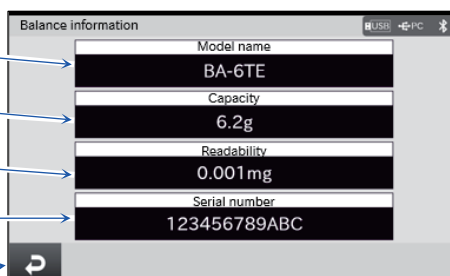 Balance information
USB PC
Model name
BA-6TE
Capacity
6.2g
Readability
0.001mg
Serial number
123456789ABC